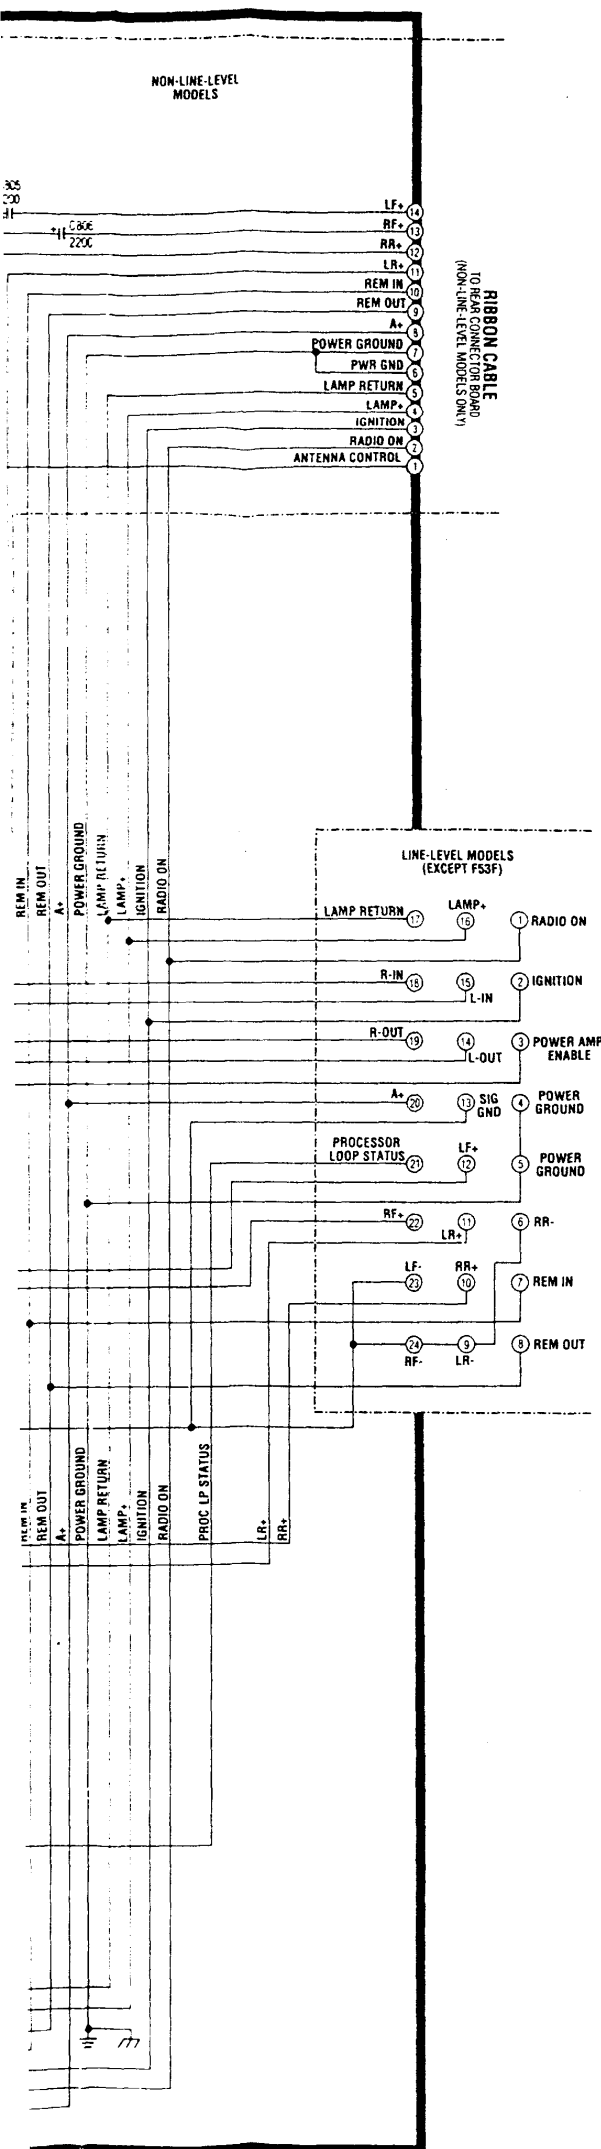 NON-LINE-LEVEL
MODELS
C806
2200
LF+ 14
RF+ 13
RR+ 12
LR+ 11
REM IN 10
REM OUT 9
A+ 8
POWER GROUND 7
PWR GND 6
LAMP RETURN 5
LAMP+ 4
IGNITION 3
RADIO ON 2
ANTENNA CONTROL 1
RIBBON CABLE
TO REAR CONNECTOR BOARD
(NON-LINE-LEVEL MODELS ONLY)
REM IN
REM OUT
A+
POWER GROUND
LAMP RETURN
LAMP+
IGNITION
RADIO ON
LINE-LEVEL MODELS
(EXCEPT F53F)
LAMP RETURN 17
LAMP+
16
1 RADIO ON
R-IN 18
15
L-IN
2 IGNITION
R-OUT 19
14
L-OUT
3 POWER AMP
ENABLE
A+ 20
13 SIG
GND
4 POWER
GROUND
PROCESSOR
LOOP STATUS 21
LF+
12
5 POWER
GROUND
RF+ 22
11
LR+
6 RR-
LF-
23
RR+
10
7 REM IN
24
RF-
9
LR-
8 REM OUT
REM IN
REM OUT
A+
POWER GROUND
LAMP RETURN
LAMP+
IGNITION
RADIO ON
PROC LP STATUS
LR+
RR+